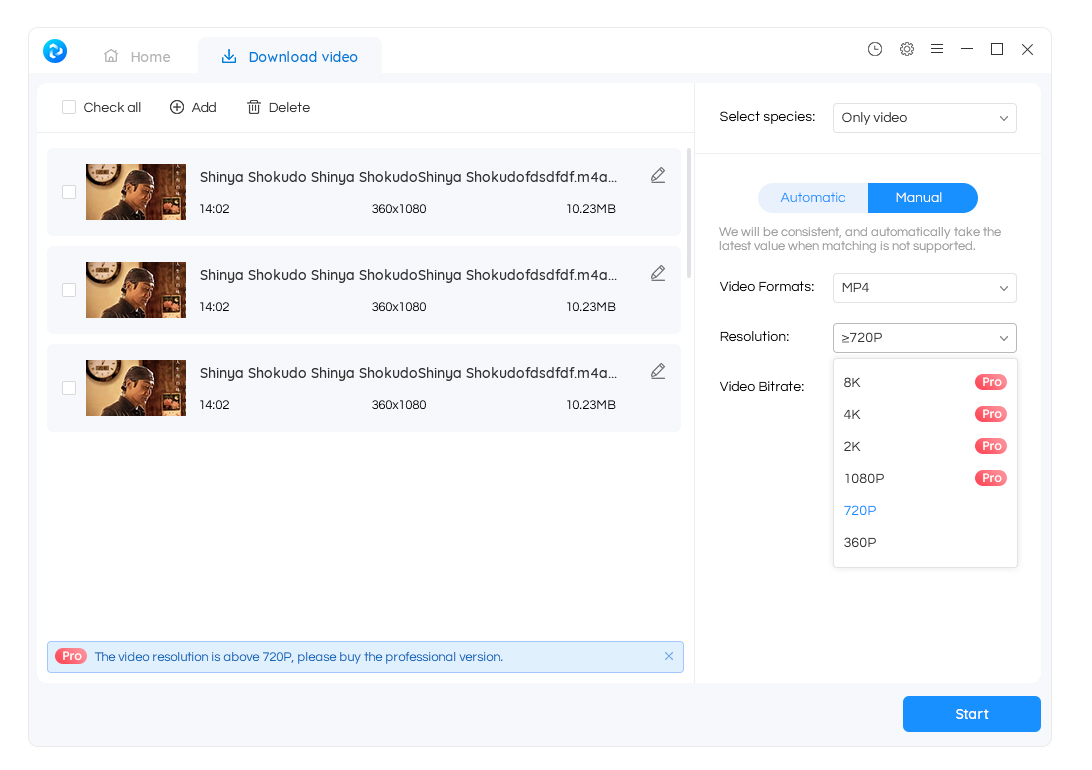 Home
Download video
Check all
Add
Delete
Select species:
Only video
Shinya Shokudo Shinya ShokudoShinya Shokudofdsdfdf.m4a...
14:02
360x1080
10.23MB
Shinya Shokudo Shinya ShokudoShinya Shokudofdsdfdf.m4a...
14:02
360x1080
10.23MB
Shinya Shokudo Shinya ShokudoShinya Shokudofdsdfdf.m4a...
14:02
360x1080
10.23MB
Automatic
Manual
We will be consistent, and automatically take the
latest value when matching is not supported.
Video Formats:
MP4
Resolution:
≥720P
Video Bitrate:
8K
Pro
4K
Pro
2K
Pro
1080P
Pro
720P
360P
Pro
The video resolution is above 720P, please buy the professional version.
Start